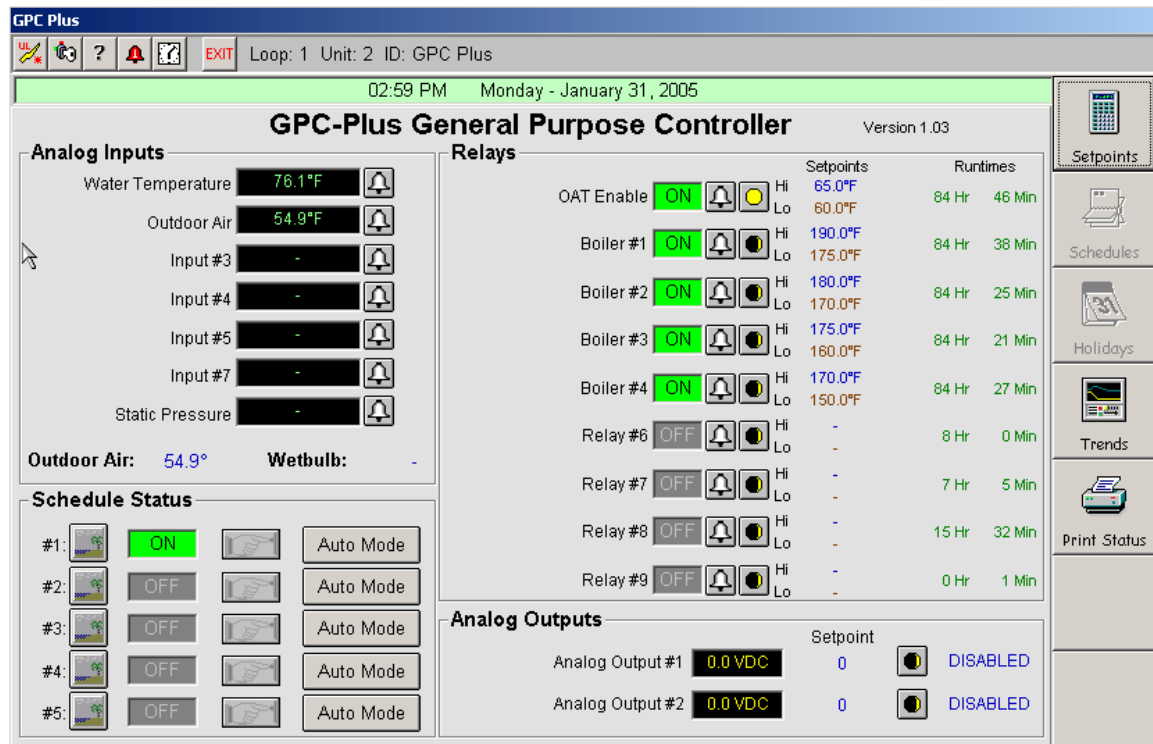 GPC Plus
UL ? EXIT Loop: 1 Unit: 2 ID: GPC Plus
02:59 PM Monday - January 31, 2005
GPC-Plus General Purpose Controller Version 1.03
Analog Inputs
Water Temperature 76.1°F
Outdoor Air 54.9°F
Input #3 -
Input #4 -
Input #5 -
Input #7 -
Static Pressure -
Outdoor Air: 54.9° Wetbulb: -
Schedule Status
#1: ON Auto Mode
#2: OFF Auto Mode
#3: OFF Auto Mode
#4: OFF Auto Mode
#5: OFF Auto Mode
Relays
Setpoints Runtimes
OAT Enable ON Hi 65.0°F 84 Hr 46 Min
Lo 60.0°F
Boiler #1 ON Hi 190.0°F 84 Hr 38 Min
Lo 175.0°F
Boiler #2 ON Hi 180.0°F 84 Hr 25 Min
Lo 170.0°F
Boiler #3 ON Hi 175.0°F 84 Hr 21 Min
Lo 160.0°F
Boiler #4 ON Hi 170.0°F 84 Hr 27 Min
Lo 150.0°F
Relay #6 OFF Hi - 8 Hr 0 Min
Lo -
Relay #7 OFF Hi - 7 Hr 5 Min
Lo -
Relay #8 OFF Hi - 15 Hr 32 Min
Lo -
Relay #9 OFF Hi - 0 Hr 1 Min
Lo -
Analog Outputs
Setpoint
Analog Output #1 0.0 VDC 0 DISABLED
Analog Output #2 0.0 VDC 0 DISABLED
Setpoints
Schedules
31
Holidays
Trends
Print Status